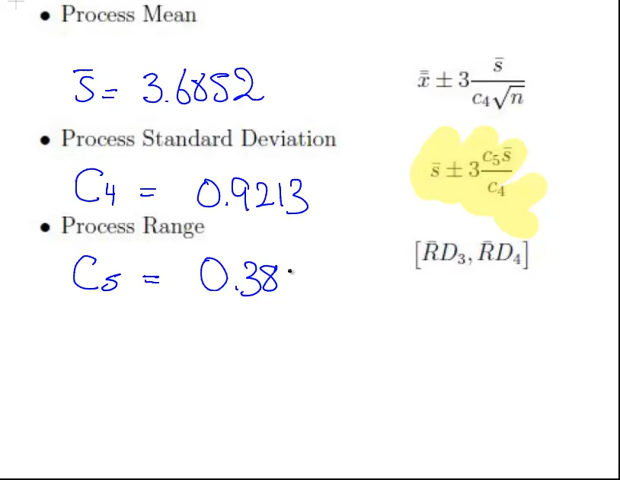 • Process Mean
s̄ = 3.6852
x̿ ± 3 s̄ / c₄√n
• Process Standard Deviation
C₄ = 0.9213
s̄ ± 3 c₅s̄ / c₄
• Process Range
C₅ = 0.38
[R̄D₃, R̄D₄]